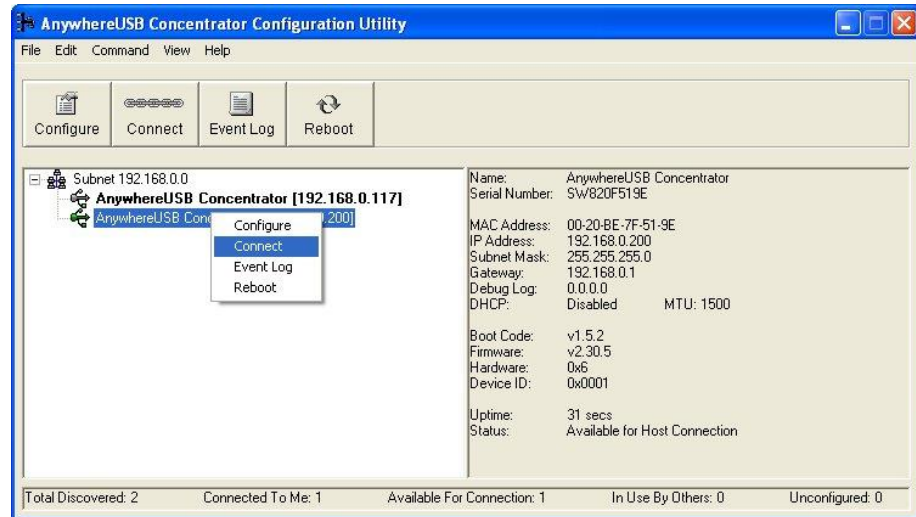 AnywhereUSB Concentrator Configuration Utility
File Edit Command View Help
Configure Connect Event Log Reboot
Subnet 192.168.0.0
AnywhereUSB Concentrator [192.168.0.117]
AnywhereUSB Conc .200]
Configure
Connect
Event Log
Reboot
Name: AnywhereUSB Concentrator
Serial Number: SW820F519E
MAC Address: 00-20-BE-7F-51-9E
IP Address: 192.168.0.200
Subnet Mask: 255.255.255.0
Gateway: 192.168.0.1
Debug Log: 0.0.0.0
DHCP: Disabled MTU: 1500
Boot Code: v1.5.2
Firmware: v2.30.5
Hardware: 0x6
Device ID: 0x0001
Uptime: 31 secs
Status: Available for Host Connection
Total Discovered: 2 Connected To Me: 1 Available For Connection: 1 In Use By Others: 0 Unconfigured: 0